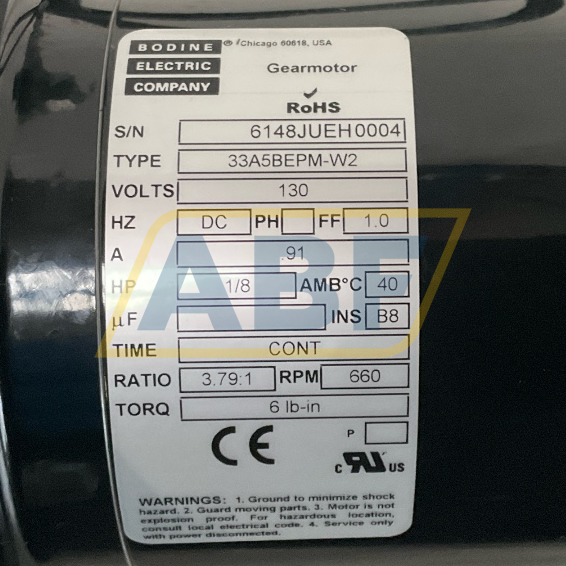 BODINE ® Chicago 60618, USA
ELECTRIC Gearmotor
COMPANY
RoHS
S/N 6148JUEH0004
TYPE 33A5BEPM-W2
VOLTS 130
HZ DC PH FF 1.0
A .91
HP 1/8 AMB°C 40
µF INS B8
TIME CONT
RATIO 3.79:1 RPM 660
TORQ 6 lb-in
CE P
c RU US
WARNINGS: 1. Ground to minimize shock
hazard. 2. Guard moving parts. 3. Motor is not
explosion proof. For hazardous location,
consult local electrical code. 4. Service only
with power disconnected.
ABF